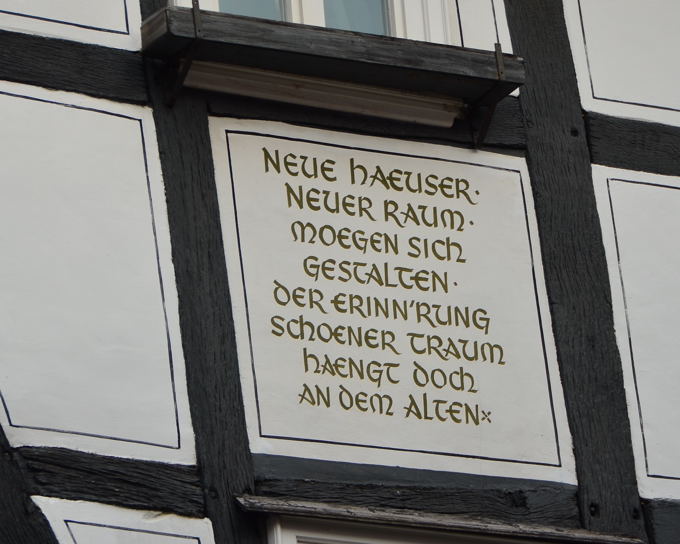 NEUE HAEUSER·
NEUER RAUM·
MOEGEN SICH
GESTALTEN·
DER ERINN'RUNG
SCHOENER TRAUM
HAENGT DOCH
AN DEM ALTEN×